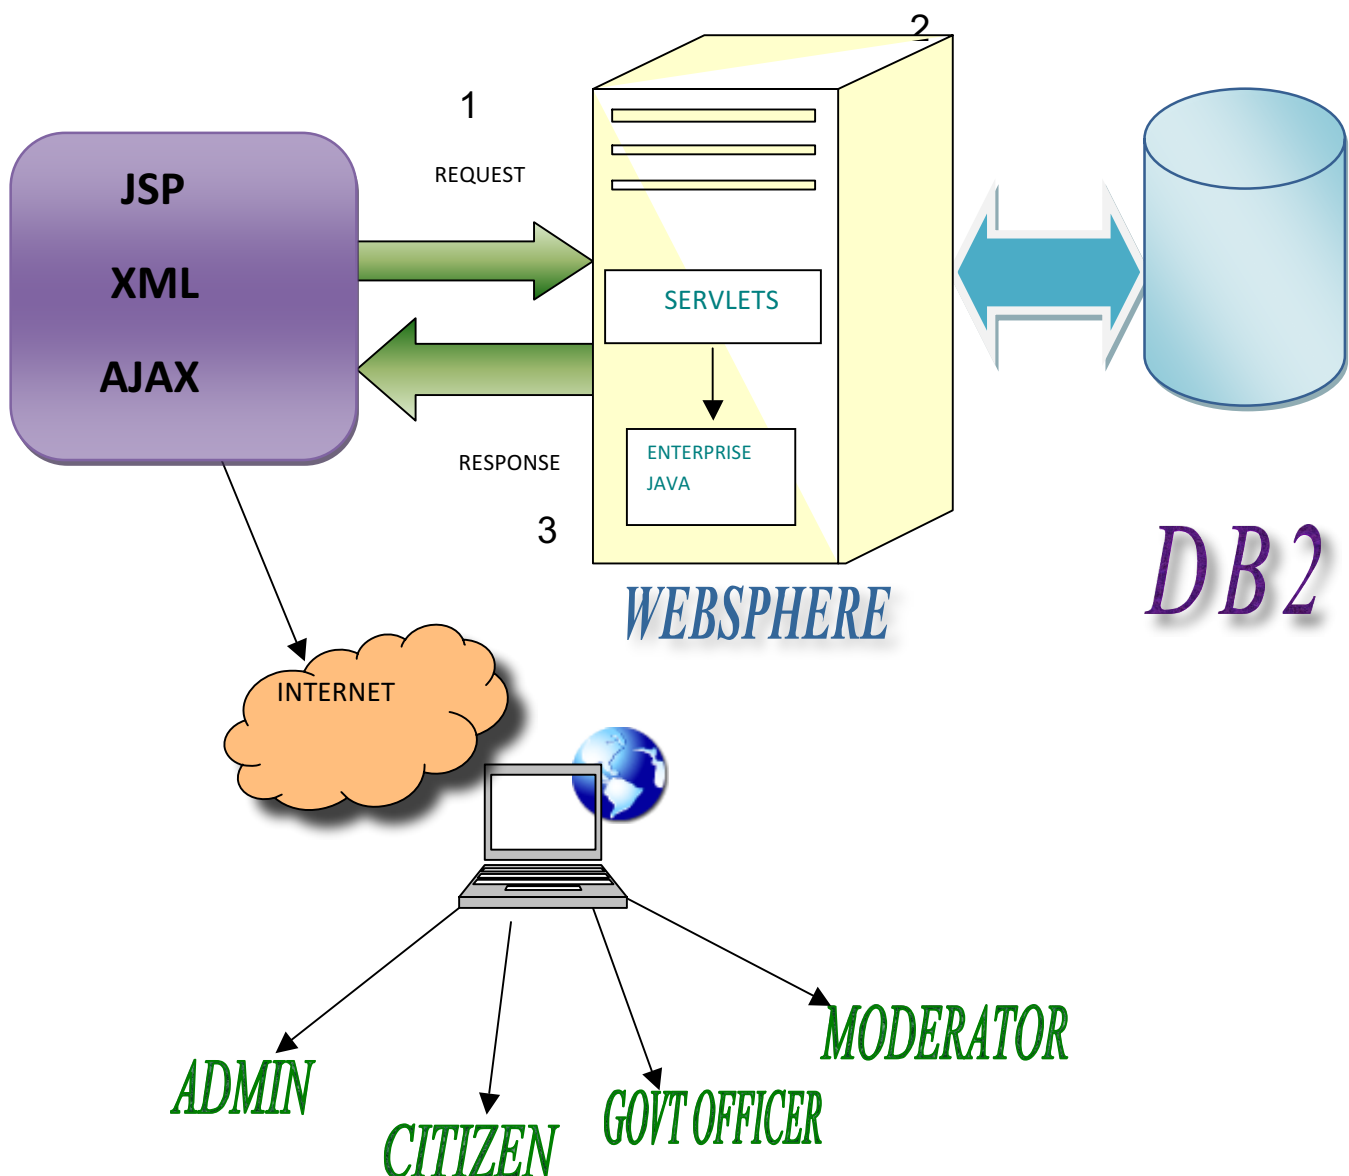 2
1
REQUEST
JSP
XML
AJAX
SERVLETS
ENTERPRISE
JAVA
RESPONSE
3
WEBSPHERE
DB2
INTERNET
MODERATOR
ADMIN
GOVT OFFICER
CITIZEN